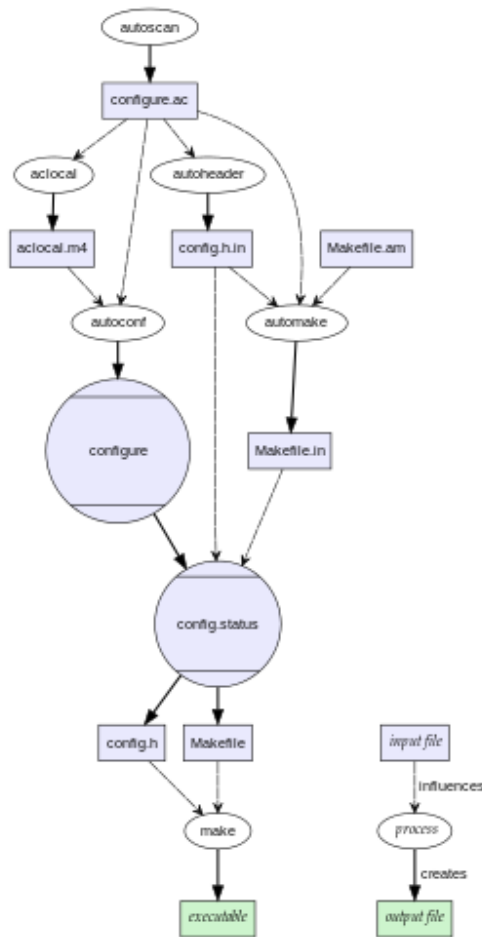 autoscan
configure.ac
aclocal
autoheader
aclocal.m4
config.h.in
Makefile.am
autoconf
automake
configure
Makefile.in
config.status
config.h
Makefile
input file
influences
make
process
creates
executable
output file